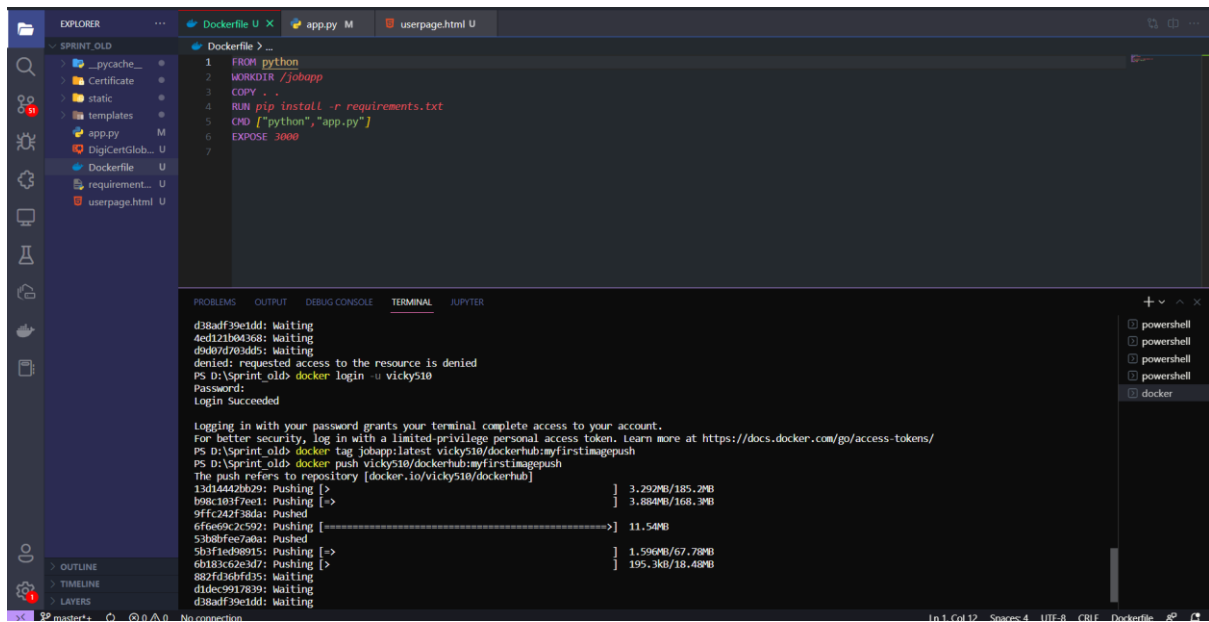 EXPLORER ...
Dockerfile U ×
app.py M
userpage.html U
SPRINT_OLD
Dockerfile > ...
__pycache__
Certificate
static
templates
app.py M
DigiCertGlob... U
Dockerfile U
requirement... U
userpage.html U
51
1 FROM python
2 WORKDIR /jobapp
3 COPY . .
4 RUN pip install -r requirements.txt
5 CMD ["python","app.py"]
6 EXPOSE 3000
7
PROBLEMS OUTPUT DEBUG CONSOLE TERMINAL JUPYTER
d38adf39e1dd: Waiting
4ed121b04368: Waiting
d9d07d703dd5: Waiting
denied: requested access to the resource is denied
PS D:\Sprint_old> docker login -u vicky510
Password:
Login Succeeded
Logging in with your password grants your terminal complete access to your account.
For better security, log in with a limited-privilege personal access token. Learn more at https://docs.docker.com/go/access-tokens/
PS D:\Sprint_old> docker tag jobapp:latest vicky510/dockerhub:myfirstimagepush
PS D:\Sprint_old> docker push vicky510/dockerhub:myfirstimagepush
The push refers to repository [docker.io/vicky510/dockerhub]
13d14442bb29: Pushing [> ] 3.292MB/185.2MB
b98c103f7ee1: Pushing [=> ] 3.884MB/168.3MB
9ffc242f38da: Pushed
6f6e69c2c592: Pushing [==================================================>] 11.54MB
53b8bfee7a0a: Pushed
5b3f1ed98915: Pushing [=> ] 1.596MB/67.78MB
6b183c62e3d7: Pushing [> ] 195.3kB/18.48MB
882fd36bfd35: Waiting
d1dec9917839: Waiting
d38adf39e1dd: Waiting
powershell
powershell
powershell
powershell
docker
OUTLINE
TIMELINE
LAYERS
1
master*+ 0 0 0 No connection
Ln 1, Col 12 Spaces: 4 UTF-8 CRLF Dockerfile